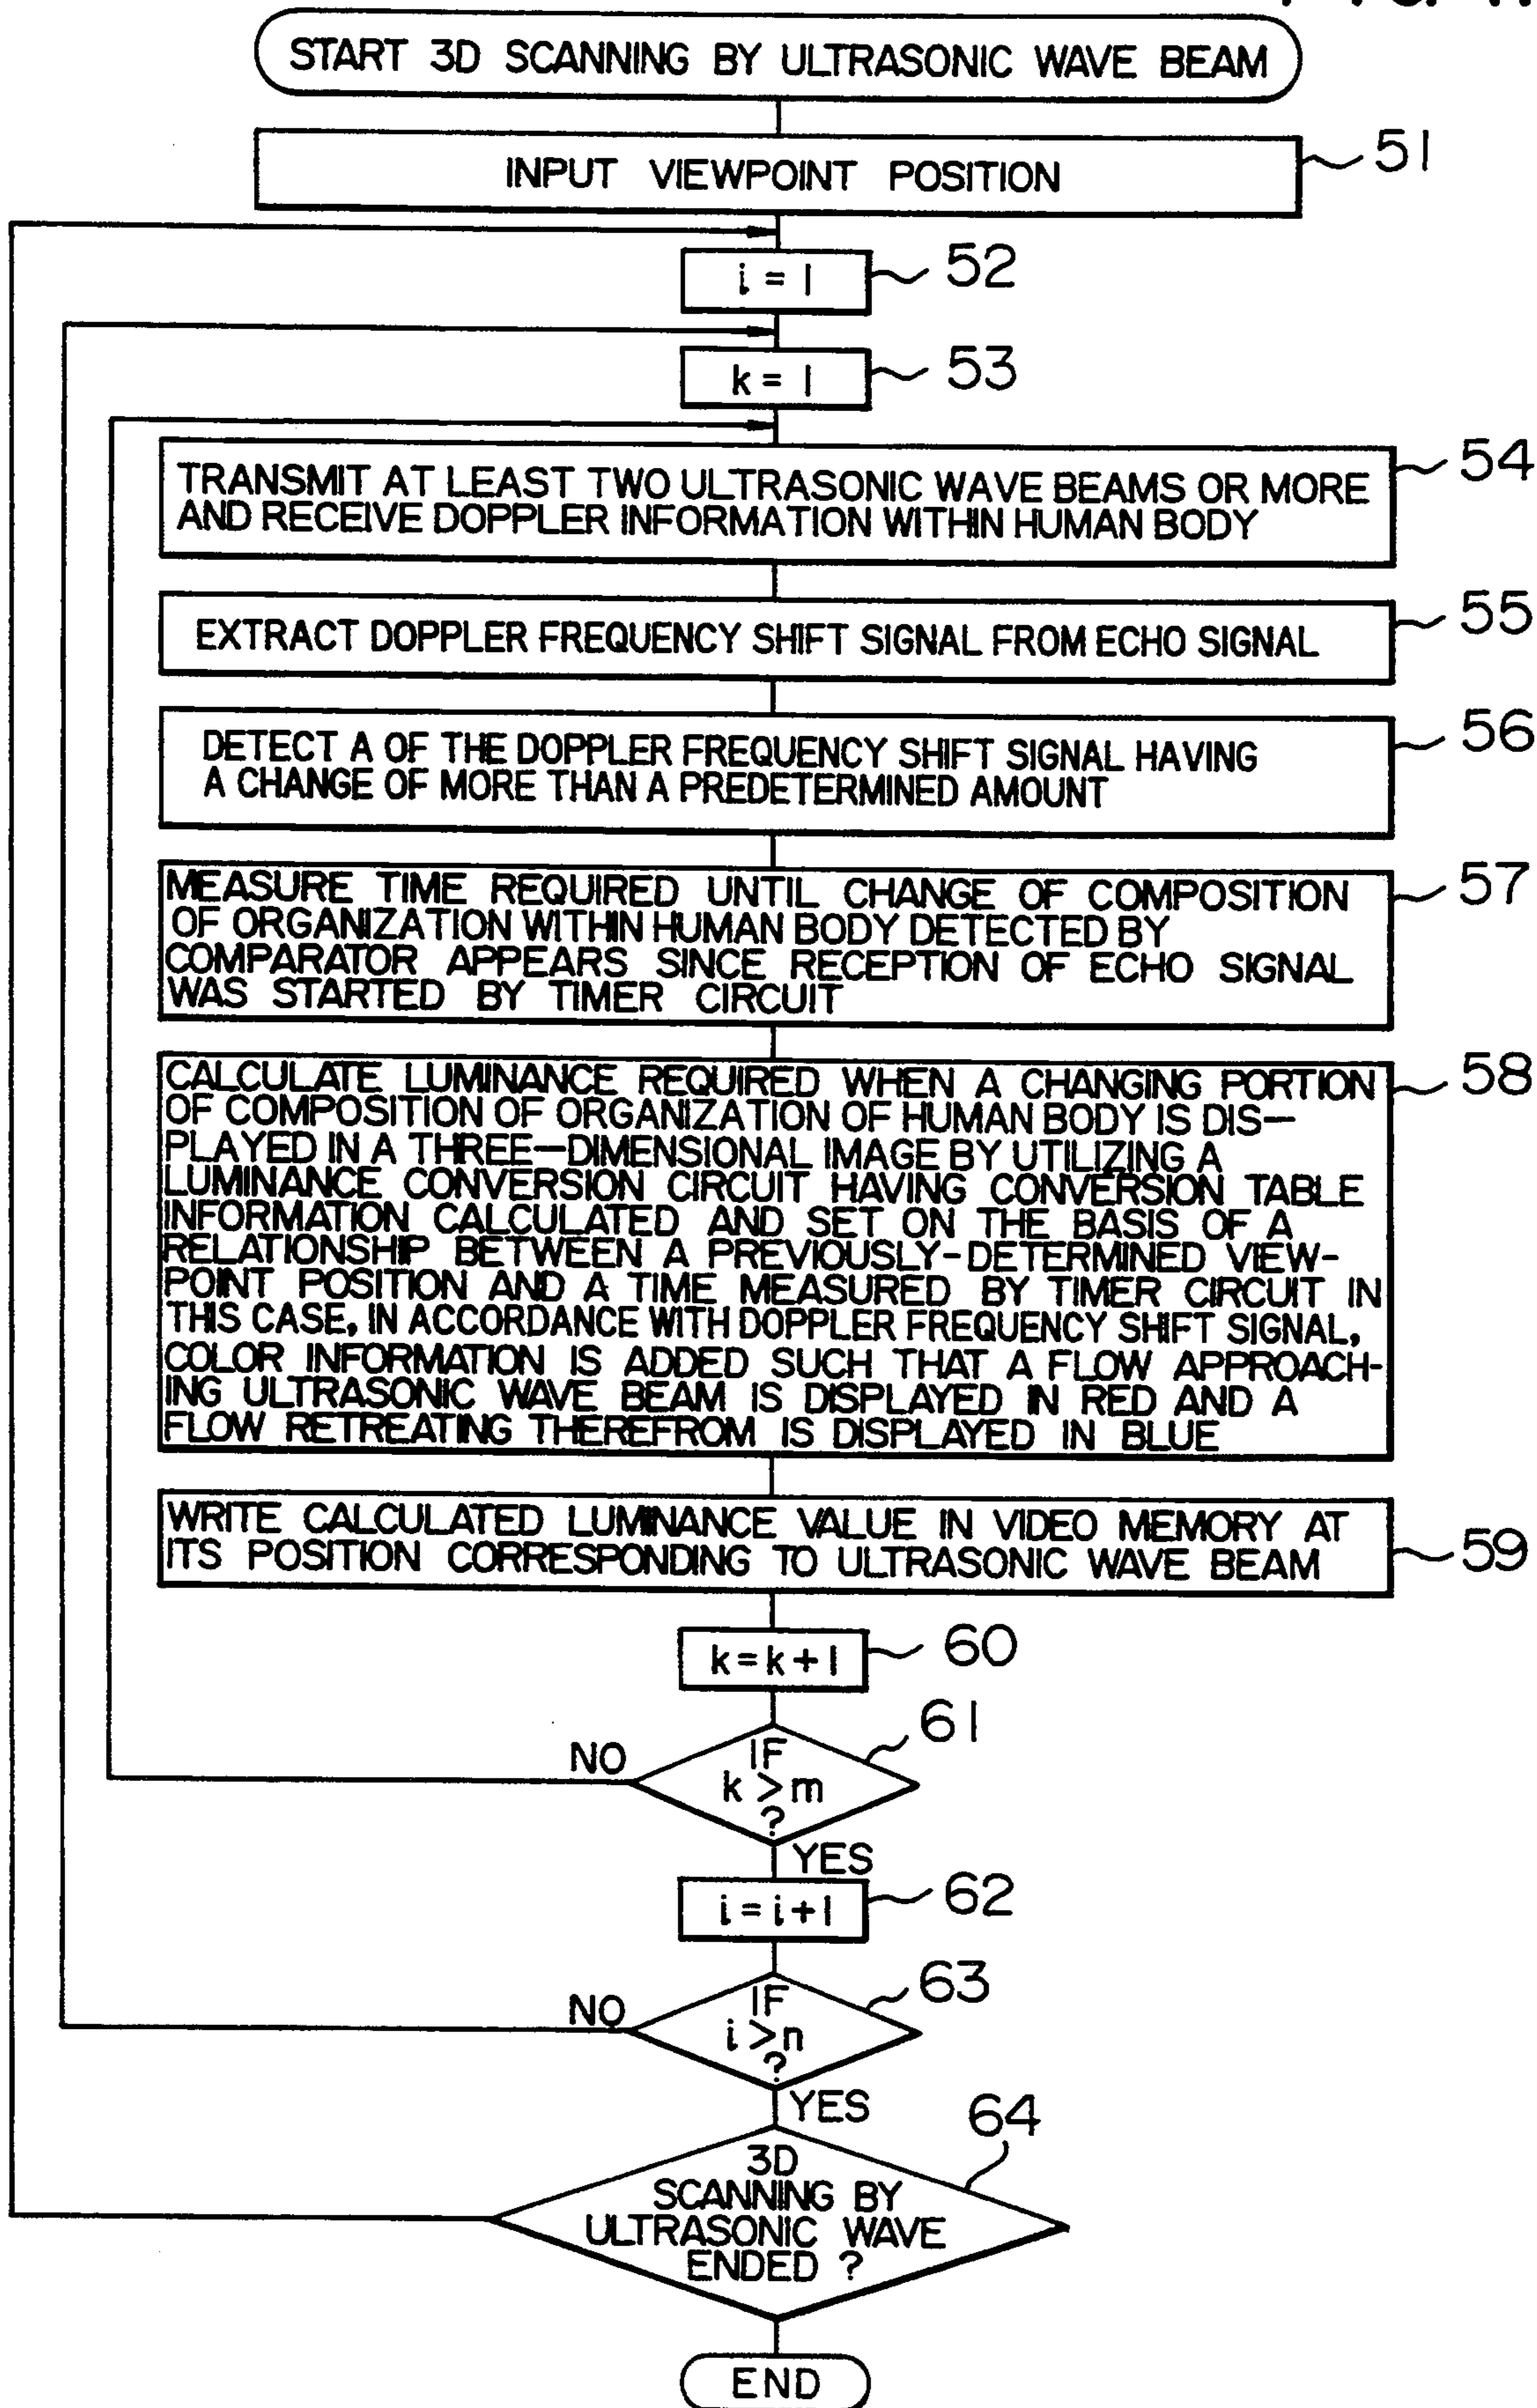 START 3D SCANNING BY ULTRASONIC WAVE BEAM
INPUT VIEWPOINT POSITION
51
i = 1
52
k = 1
53
TRANSMIT AT LEAST TWO ULTRASONIC WAVE BEAMS OR MORE
AND RECEIVE DOPPLER INFORMATION WITHIN HUMAN BODY
54
EXTRACT DOPPLER FREQUENCY SHIFT SIGNAL FROM ECHO SIGNAL
55
DETECT A OF THE DOPPLER FREQUENCY SHIFT SIGNAL HAVING
A CHANGE OF MORE THAN A PREDETERMINED AMOUNT
56
MEASURE TIME REQUIRED UNTIL CHANGE OF COMPOSITION
OF ORGANIZATION WITHIN HUMAN BODY DETECTED BY
COMPARATOR APPEARS SINCE RECEPTION OF ECHO SIGNAL
WAS STARTED BY TIMER CIRCUIT
57
CALCULATE LUMINANCE REQUIRED WHEN A CHANGING PORTION
OF COMPOSITION OF ORGANIZATION OF HUMAN BODY IS DIS-
PLAYED IN A THREE-DIMENSIONAL IMAGE BY UTILIZING A
LUMINANCE CONVERSION CIRCUIT HAVING CONVERSION TABLE
INFORMATION CALCULATED AND SET ON THE BASIS OF A
RELATIONSHIP BETWEEN A PREVIOUSLY-DETERMINED VIEW-
POINT POSITION AND A TIME MEASURED BY TIMER CIRCUIT IN
THIS CASE, IN ACCORDANCE WITH DOPPLER FREQUENCY SHIFT SIGNAL,
COLOR INFORMATION IS ADDED SUCH THAT A FLOW APPROACH-
ING ULTRASONIC WAVE BEAM IS DISPLAYED IN RED AND A
FLOW RETREATING THEREFROM IS DISPLAYED IN BLUE
58
WRITE CALCULATED LUMINANCE VALUE IN VIDEO MEMORY AT
ITS POSITION CORRESPONDING TO ULTRASONIC WAVE BEAM
59
k = k + 1
60
IF
k > m
?
61
NO
YES
i = i + 1
62
IF
i > n
?
63
NO
YES
3D
SCANNING BY
ULTRASONIC WAVE
ENDED ?
64
END